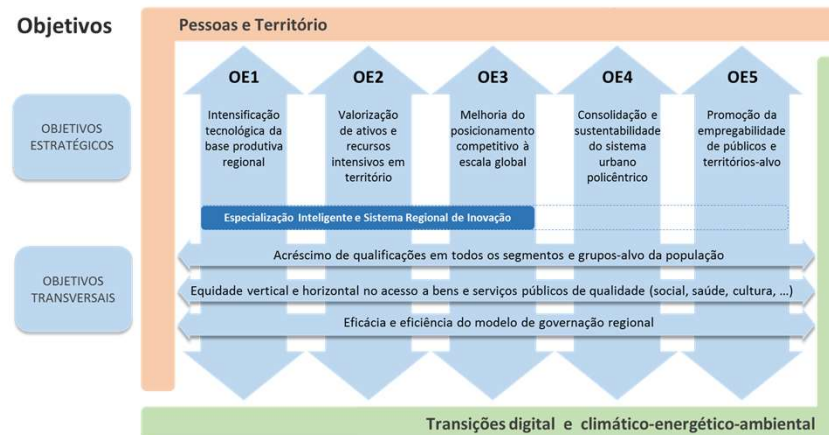 Objetivos
Pessoas e Território
OBJETIVOS
ESTRATÉGICOS
OE1
Intensificação
tecnológica da
base produtiva
regional
OE2
Valorização
de ativos e
recursos
intensivos em
território
OE3
Melhoria do
posicionamento
competitivo à
escala global
OE4
Consolidação e
sustentabilidade
do sistema
urbano
policêntrico
OE5
Promoção da
empregabilidade
de públicos e
territórios-alvo
Especialização Inteligente e Sistema Regional de Inovação
OBJETIVOS
TRANSVERSAIS
Acréscimo de qualificações em todos os segmentos e grupos-alvo da população
Equidade vertical e horizontal no acesso a bens e serviços públicos de qualidade (social, saúde, cultura, ...)
Eficácia e eficiência do modelo de governação regional
Transições digital e climático-energético-ambiental